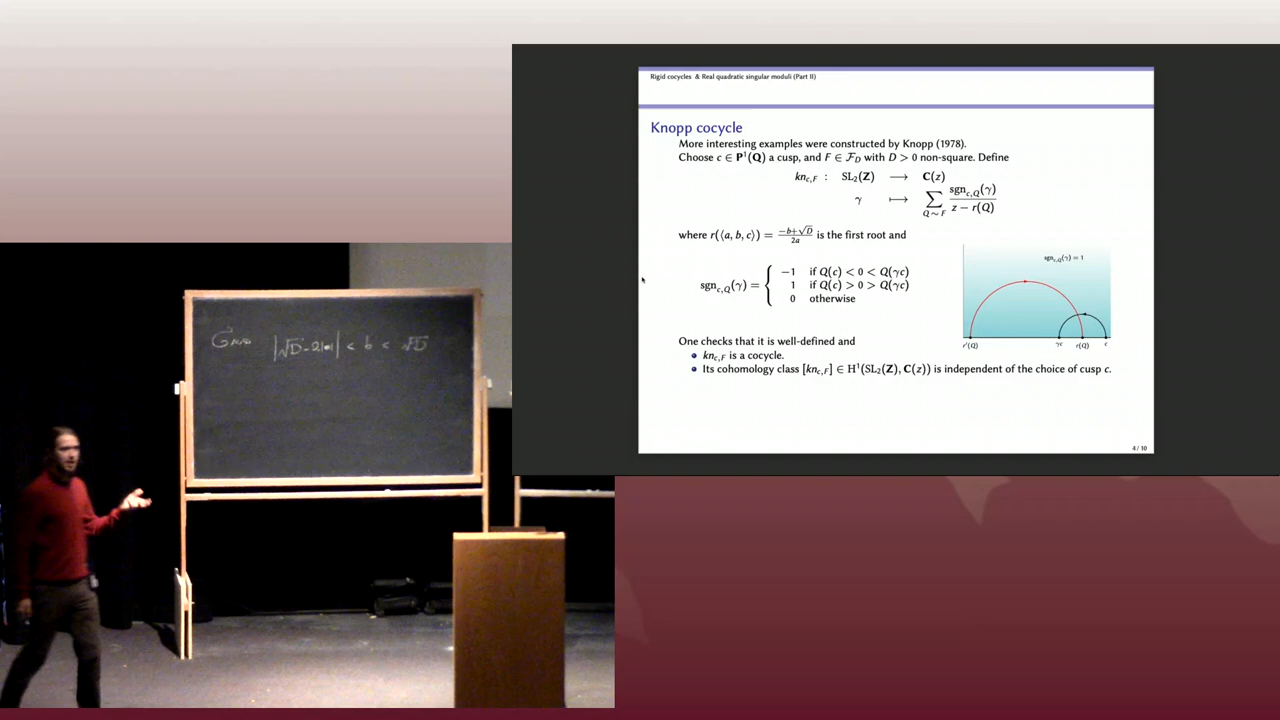 Rigid cocycles & Real quadratic singular moduli (Part II)
Knopp cocycle
More interesting examples were constructed by Knopp (1978).
Choose c ∈ P¹(Q) a cusp, and F ∈ 𝓕_D with D > 0 non-square. Define
kn_{c,F} : SL₂(Z) ⟶ C(z)
γ ⟼ ∑_{Q∼F} sgn_{c,Q}(γ) / (z − r(Q))
where r(⟨a, b, c⟩) = (−b+√D)/2a is the first root and
sgn_{c,Q}(γ) = {
−1 if Q(c) < 0 < Q(γc)
1 if Q(c) > 0 > Q(γc)
0 otherwise
sgn_{c,Q}(γ) = 1
r'(Q) γc r(Q) c
One checks that it is well-defined and
• kn_{c,F} is a cocycle.
• Its cohomology class [kn_{c,F}] ∈ H¹(SL₂(Z), C(z)) is independent of the choice of cusp c.
4 / 10
|√D - 2|a|| < b < √D